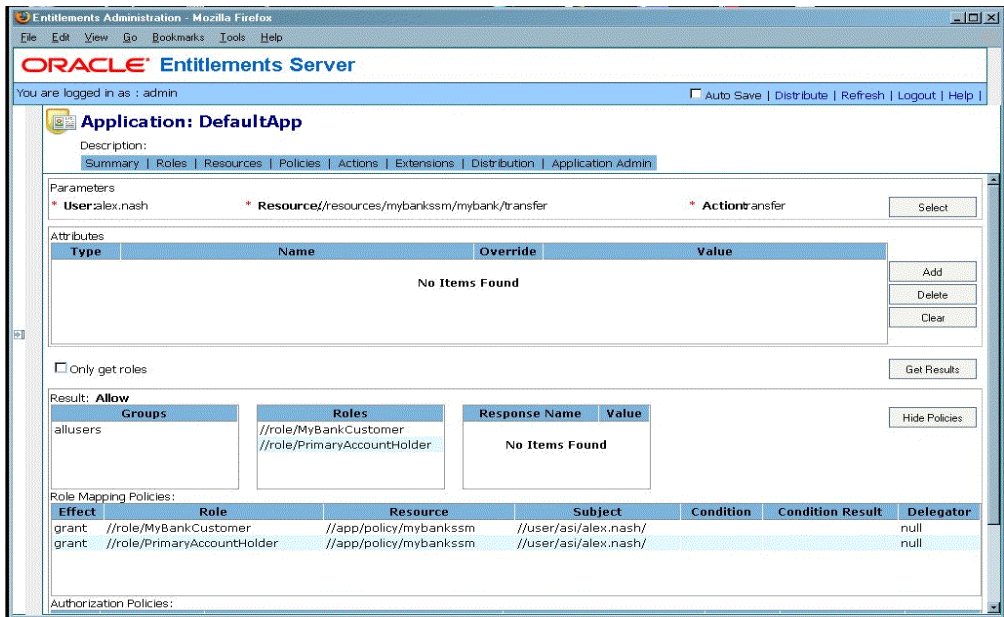 Entitlements Administration - Mozilla Firefox
File Edit View Go Bookmarks Tools Help
ORACLE Entitlements Server
You are logged in as : admin Auto Save | Distribute | Refresh | Logout | Help |
Application: DefaultApp
Description:
Summary | Roles | Resources | Policies | Actions | Extensions | Distribution | Application Admin
Parameters
* User:alex.nash * Resource://resources/mybankssm/mybank/transfer * Action:transfer Select
Attributes
Type Name Override Value
No Items Found
Add
Delete
Clear
Only get roles Get Results
Result: Allow
Groups Roles Response Name Value Hide Policies
allusers //role/MyBankCustomer
//role/PrimaryAccountHolder No Items Found
Role Mapping Policies:
Effect Role Resource Subject Condition Condition Result Delegator
grant //role/MyBankCustomer //app/policy/mybankssm //user/asi/alex.nash/ null
grant //role/PrimaryAccountHolder //app/policy/mybankssm //user/asi/alex.nash/ null
Authorization Policies: